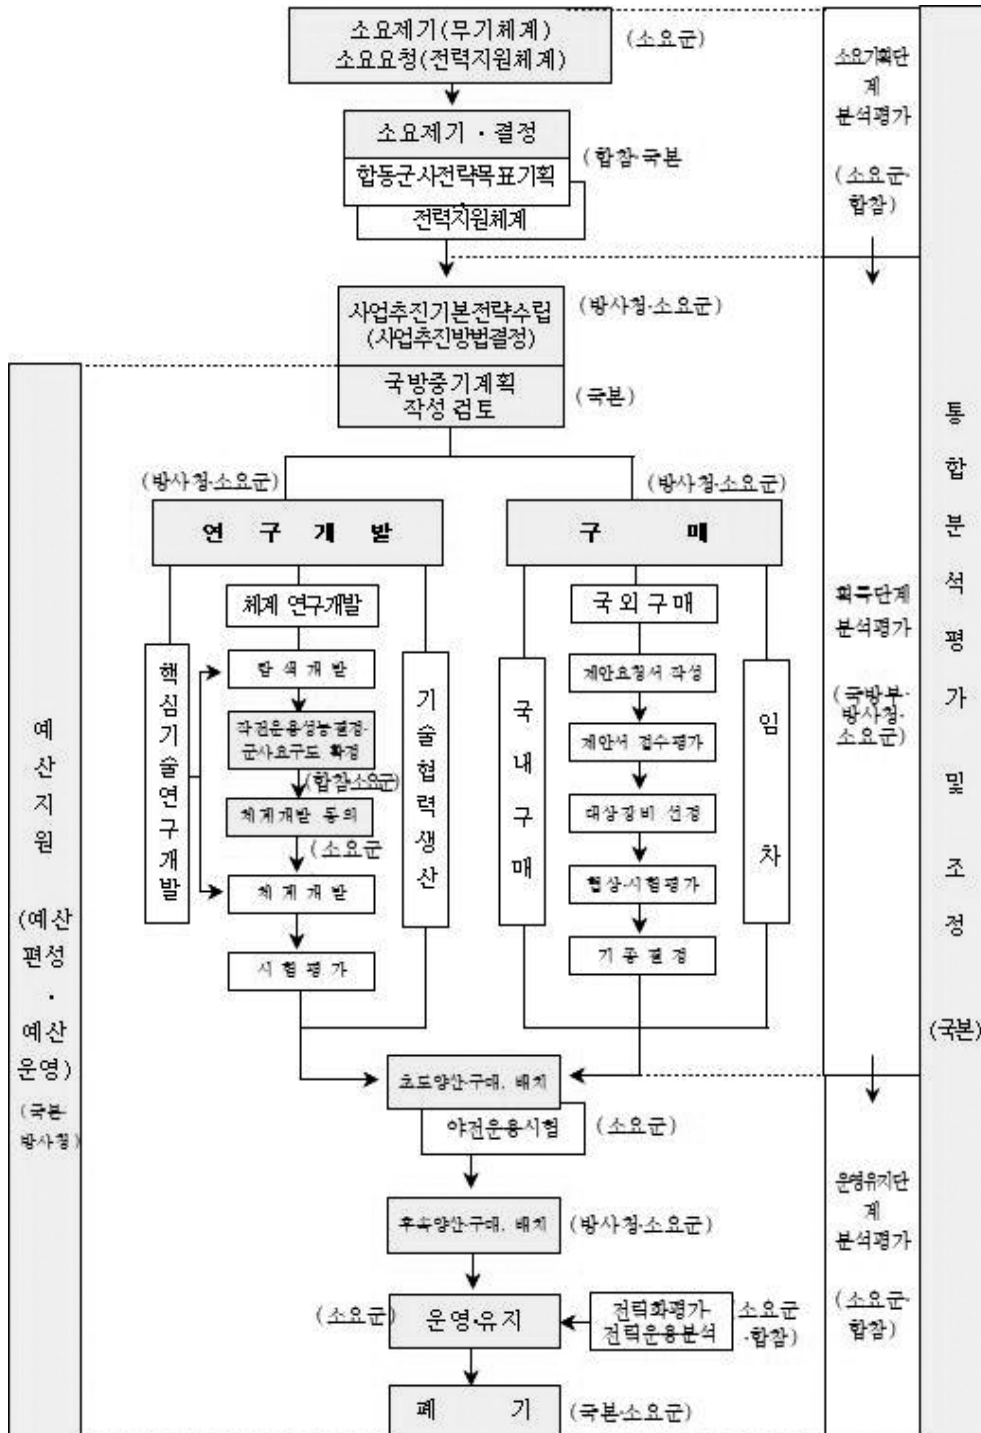 소요제기(무기체계)
소요요청(전력지원체계)
(소요군)
소요제기 · 결정
합동군사전략목표기획
전력지원체계
(합참·국본
사업추진기본전략수립
(사업추진방법결정)
(방사청·소요군)
국방중기계획
작성 검토
(국본)
(방사청·소요군)
(방사청·소요군)
연 구 개 발
구 매
핵심기술연구개발
체계 연구개발
탐색개발
작전운용성능결정·
군사요구도 확정
(합참·소요군)
체계개발 동의
(소요군
체계개발
시험평가
기술협력생산
국내구매
국외구매
제안요청서 작성
제안서 접수평가
대상장비 선정
협상·시험평가
기종결정
임차
초도양산·구매, 배치
야전운용시험
(소요군)
후속양산·구매, 배치
(방사청·소요군)
(소요군)
운영·유지
전력화평가·
전력운용분석
(소요군
·합참)
폐 기
(국본·소요군)
예산지원
(예산
편성
·
예산
운영)
(국본·
방사청)
소요기획단
계
분석평가
(소요군·
합참)
획득단계
분석평가
(국방부·
방사청·
소요군)
운영유지단
계
분석평가
(소요군·
합참)
통합분석평가 및 조정
(국본)